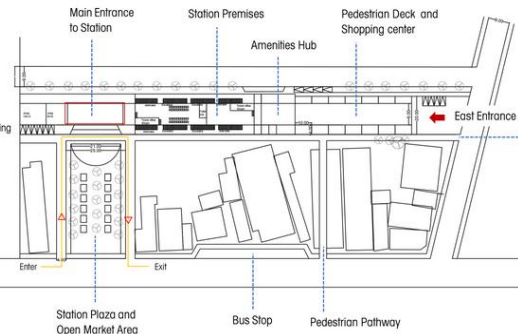 Main Entrance
to Station
Station Premises
Pedestrian Deck and
Shopping center
Amenities Hub
East Entrance
Enter
Exit
Station Plaza and
Open Market Area
Bus Stop
Pedestrian Pathway